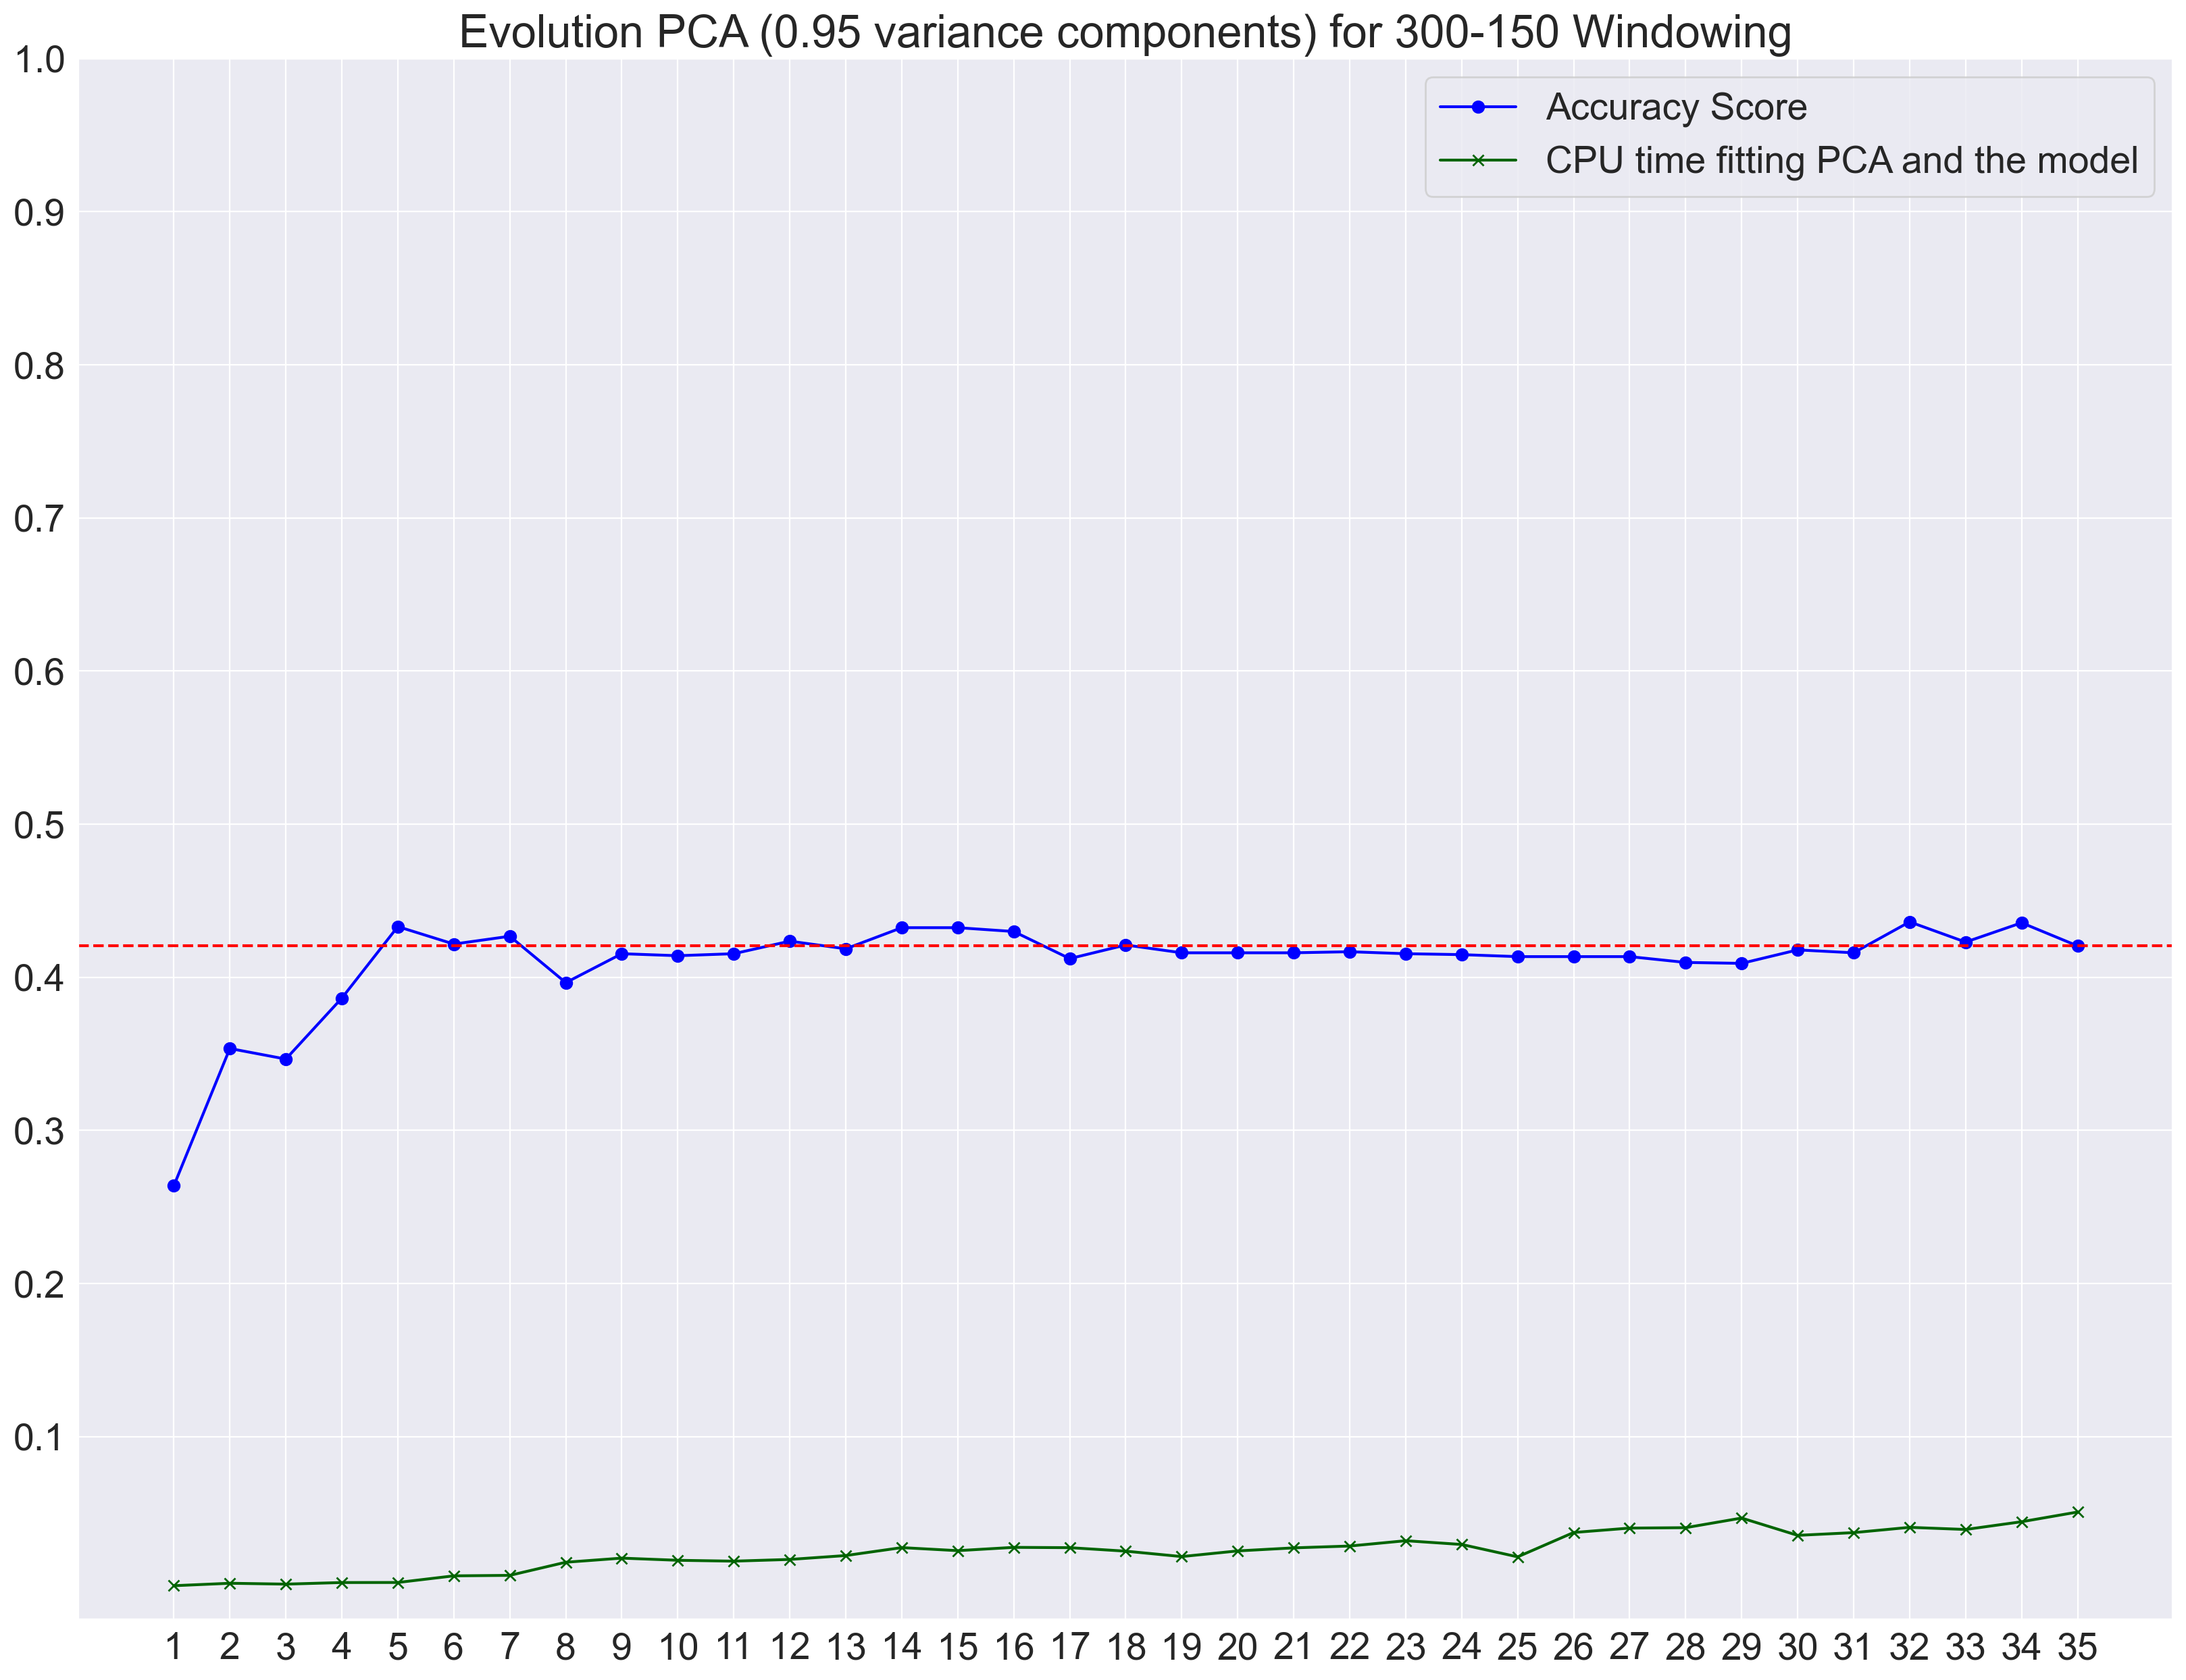 Evolution PCA (0.95 variance components) for 300-150 Windowing
1.0
0.9
0.8
0.7
0.6
0.5
0.4
0.3
0.2
0.1
Accuracy Score
CPU time fitting PCA and the model
1 2 3 4 5 6 7 8 9 10 11 12 13 14 15 16 17 18 19 20 21 22 23 24 25 26 27 28 29 30 31 32 33 34 35